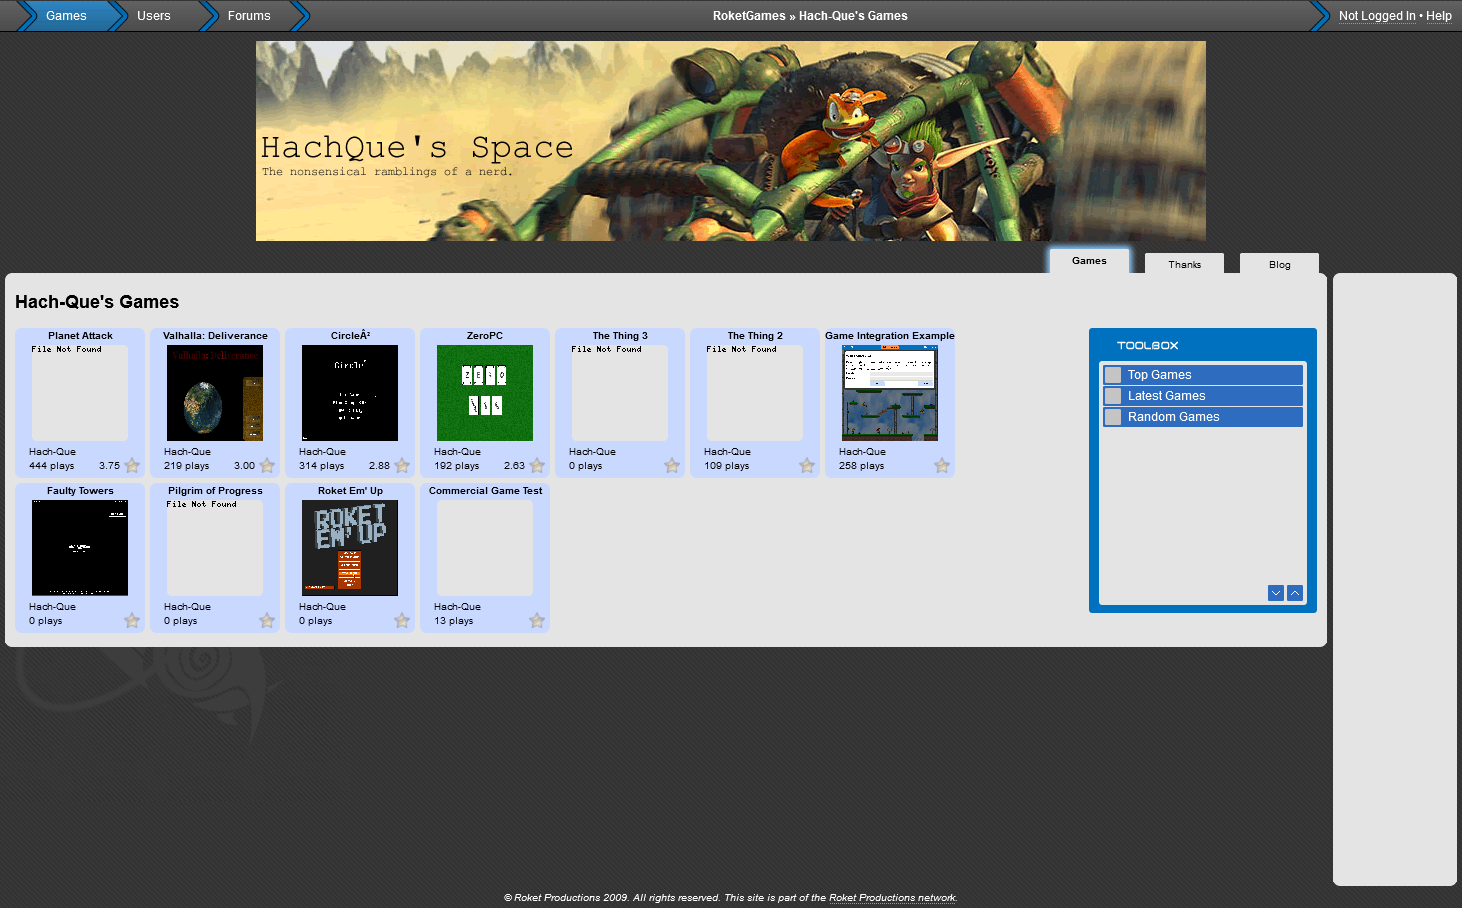 Games Users Forums RoketGames » Hach-Que's Games Not Logged In • Help
HachQue's Space
The nonsensical ramblings of a nerd.
Games Thanks Blog
Hach-Que's Games
Planet Attack Valhalla: Deliverance CircleÂ² ZeroPC The Thing 3 The Thing 2 Game Integration Example
File Not Found Valhalla: Deliverance Circle² File Not Found File Not Found
Z E R O
Hach-Que Hach-Que Hach-Que Hach-Que Hach-Que Hach-Que Hach-Que
444 plays 3.75 219 plays 3.00 314 plays 2.88 192 plays 2.63 0 plays 109 plays 258 plays
TOOLBOX
Top Games
Latest Games
Random Games
Faulty Towers Pilgrim of Progress Roket Em' Up Commercial Game Test
File Not Found
ROKET
EM' UP
Hach-Que Hach-Que Hach-Que Hach-Que
0 plays 0 plays 0 plays 13 plays
© Roket Productions 2009. All rights reserved. This site is part of the Roket Productions network.